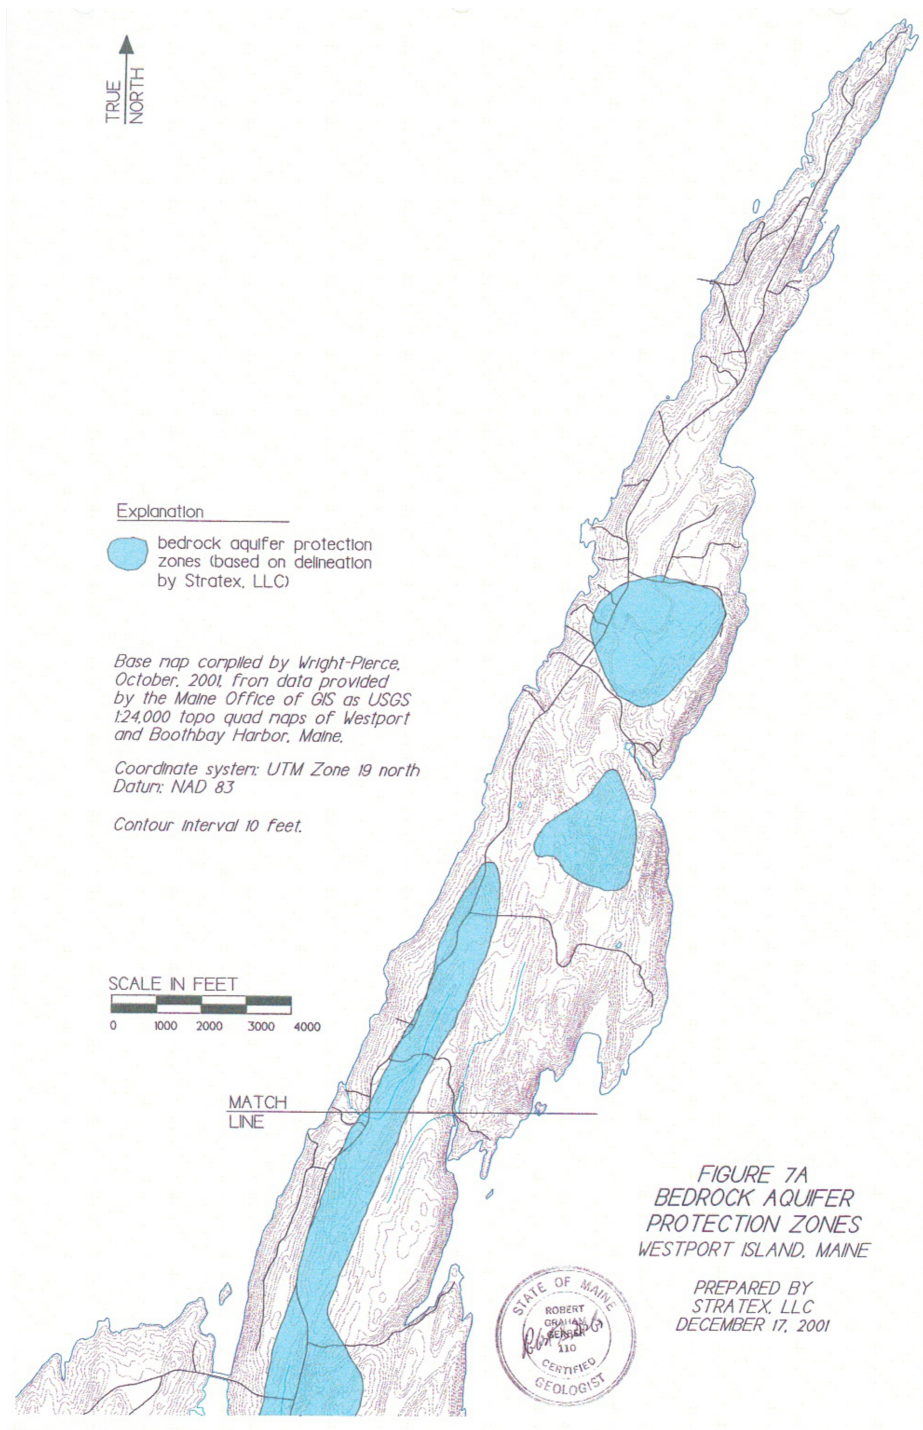 TRUE
NORTH
Explanation
bedrock aquifer protection
zones (based on delineation
by Stratex, LLC)
Base map compiled by Wright-Pierce,
October, 2001, from data provided
by the Maine Office of GIS as USGS
1:24,000 topo quad maps of Westport
and Boothbay Harbor, Maine.
Coordinate system: UTM Zone 19 north
Datum: NAD 83
Contour interval 10 feet.
SCALE IN FEET
0 1000 2000 3000 4000
MATCH
LINE
FIGURE 7A
BEDROCK AQUIFER
PROTECTION ZONES
WESTPORT ISLAND, MAINE
PREPARED BY
STRATEX, LLC
DECEMBER 17, 2001
STATE OF MAINE
ROBERT
GRAHAM
GERBER
110
CERTIFIED
GEOLOGIST